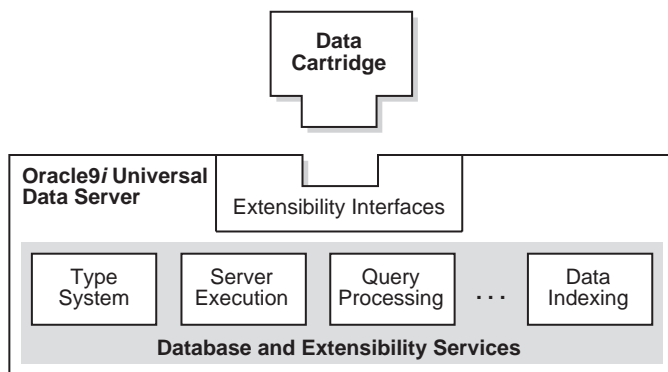 Data
Cartridge
Oracle9i Universal
Data Server
Extensibility Interfaces
Type
System
Server
Execution
Query
Processing
...
Data
Indexing
Database and Extensibility Services